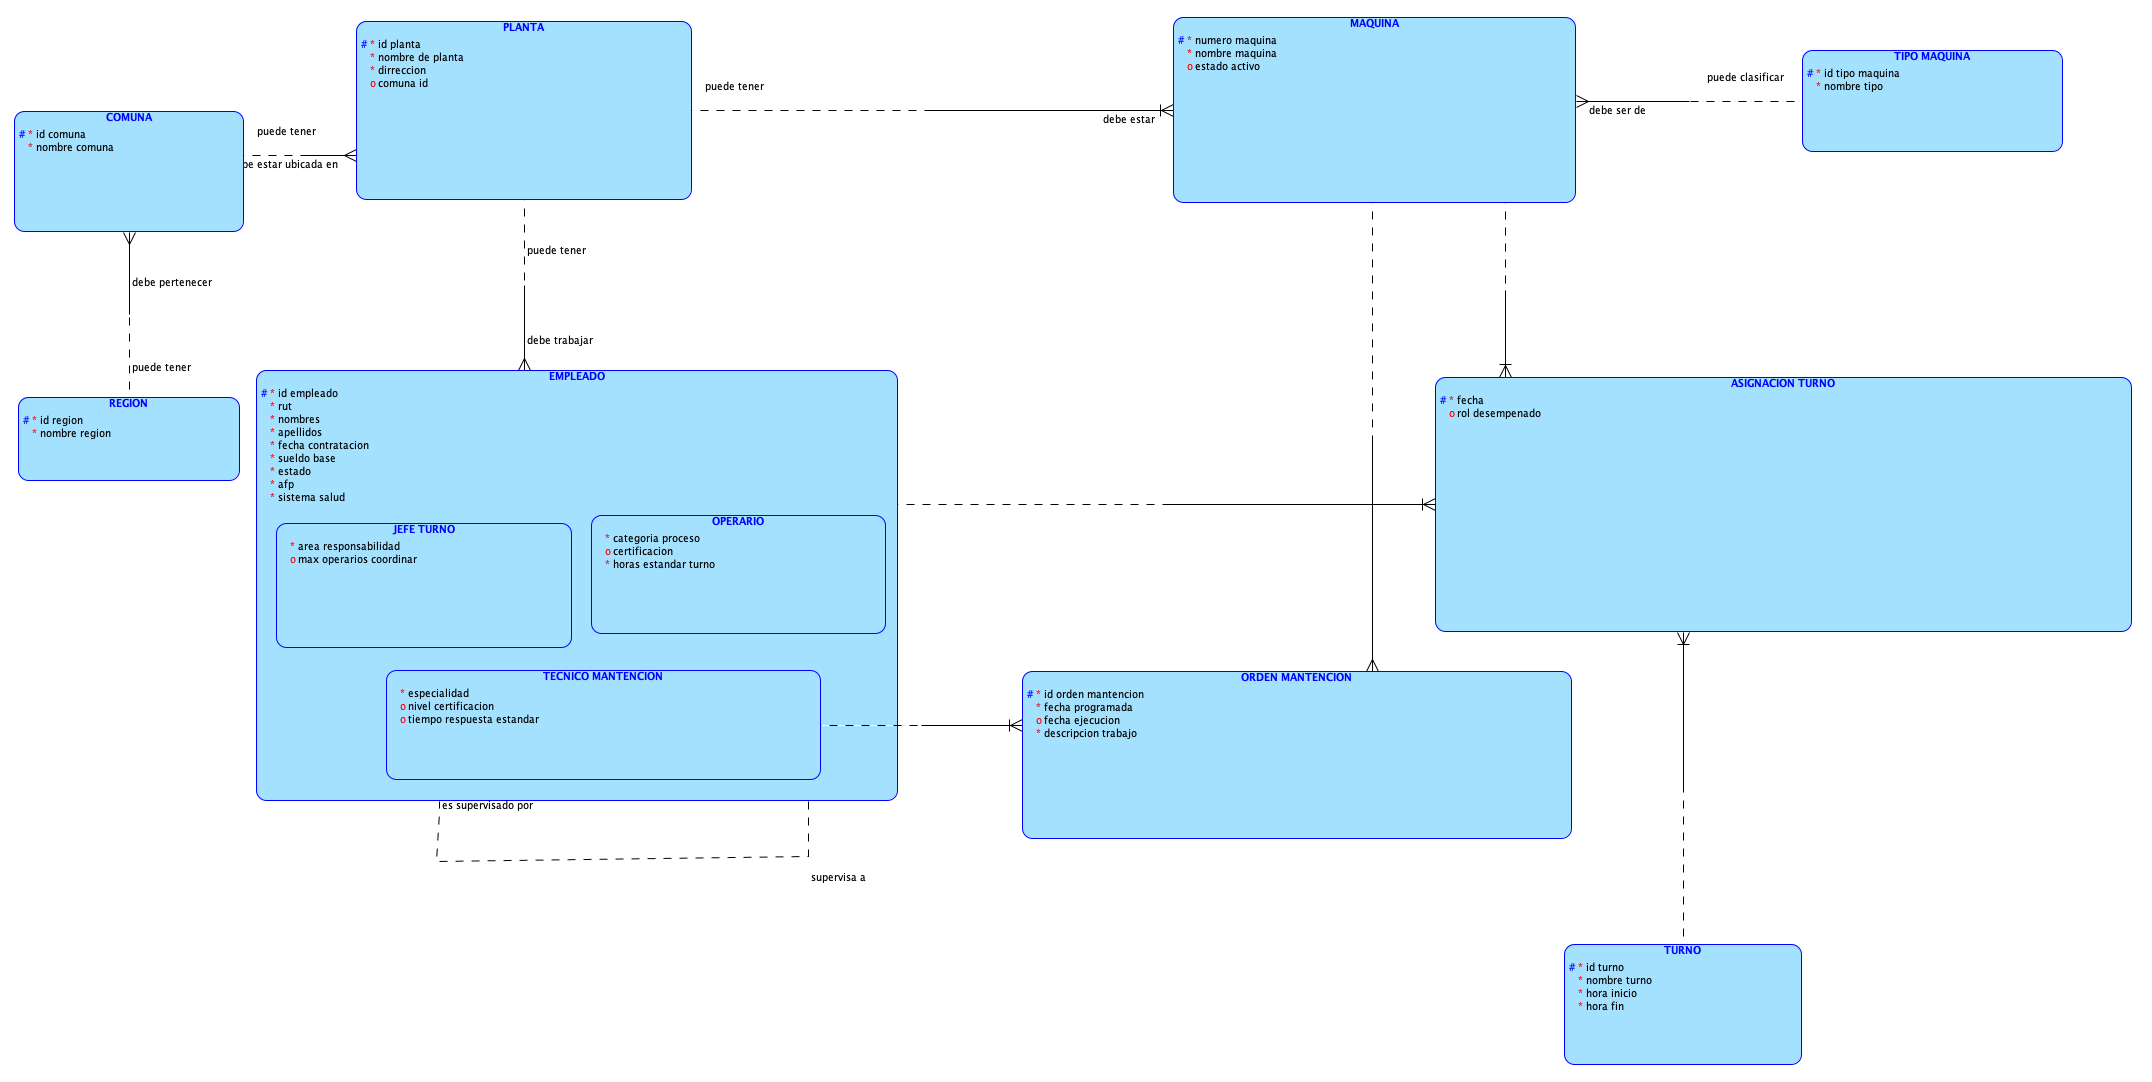 PLANTA
# * id planta
* nombre de planta
* dirreccion
o comuna id
MAQUINA
# * numero maquina
* nombre maquina
o estado activo
TIPO MAQUINA
# * id tipo maquina
* nombre tipo
COMUNA
# * id comuna
* nombre comuna
puede tener
be estar ubicada en
puede tener
debe estar
puede clasificar
debe ser de
debe pertenecer
puede tener
puede tener
debe trabajar
REGION
# * id region
* nombre region
EMPLEADO
# * id empleado
* rut
* nombres
* apellidos
* fecha contratacion
* sueldo base
* estado
* afp
* sistema salud
JEFE TURNO
* area responsabilidad
o max operarios coordinar
OPERARIO
* categoria proceso
o certificacion
* horas estandar turno
TECNICO MANTENCION
* especialidad
o nivel certificacion
o tiempo respuesta estandar
es supervisado por
supervisa a
ASIGNACION TURNO
# * fecha
o rol desempenado
ORDEN MANTENCION
# * id orden mantencion
* fecha programada
o fecha ejecucion
* descripcion trabajo
TURNO
# * id turno
* nombre turno
* hora inicio
* hora fin